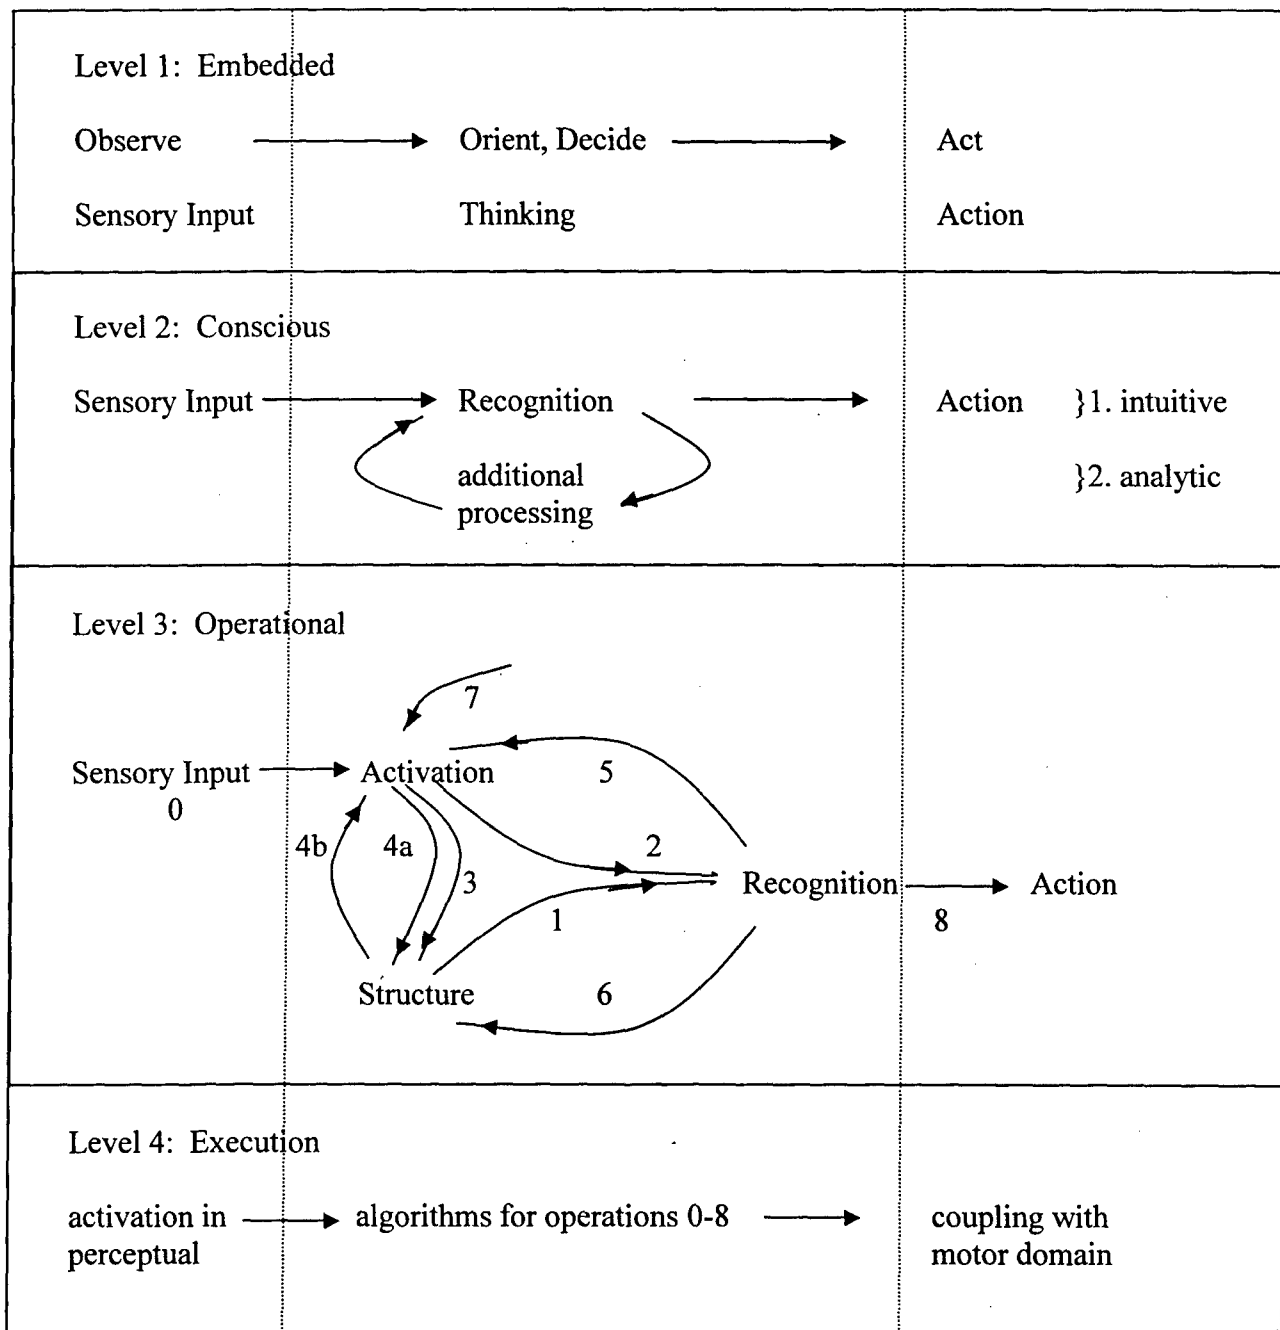 Level 1: Embedded
Observe Orient, Decide Act
Sensory Input Thinking Action
Level 2: Conscious
Sensory Input Recognition Action }1. intuitive
additional }2. analytic
processing
Level 3: Operational
7
Sensory Input Activation 5
0
4b 4a 2
3 Recognition Action
1 8
Structure 6
Level 4: Execution
activation in algorithms for operations 0-8 coupling with
perceptual motor domain